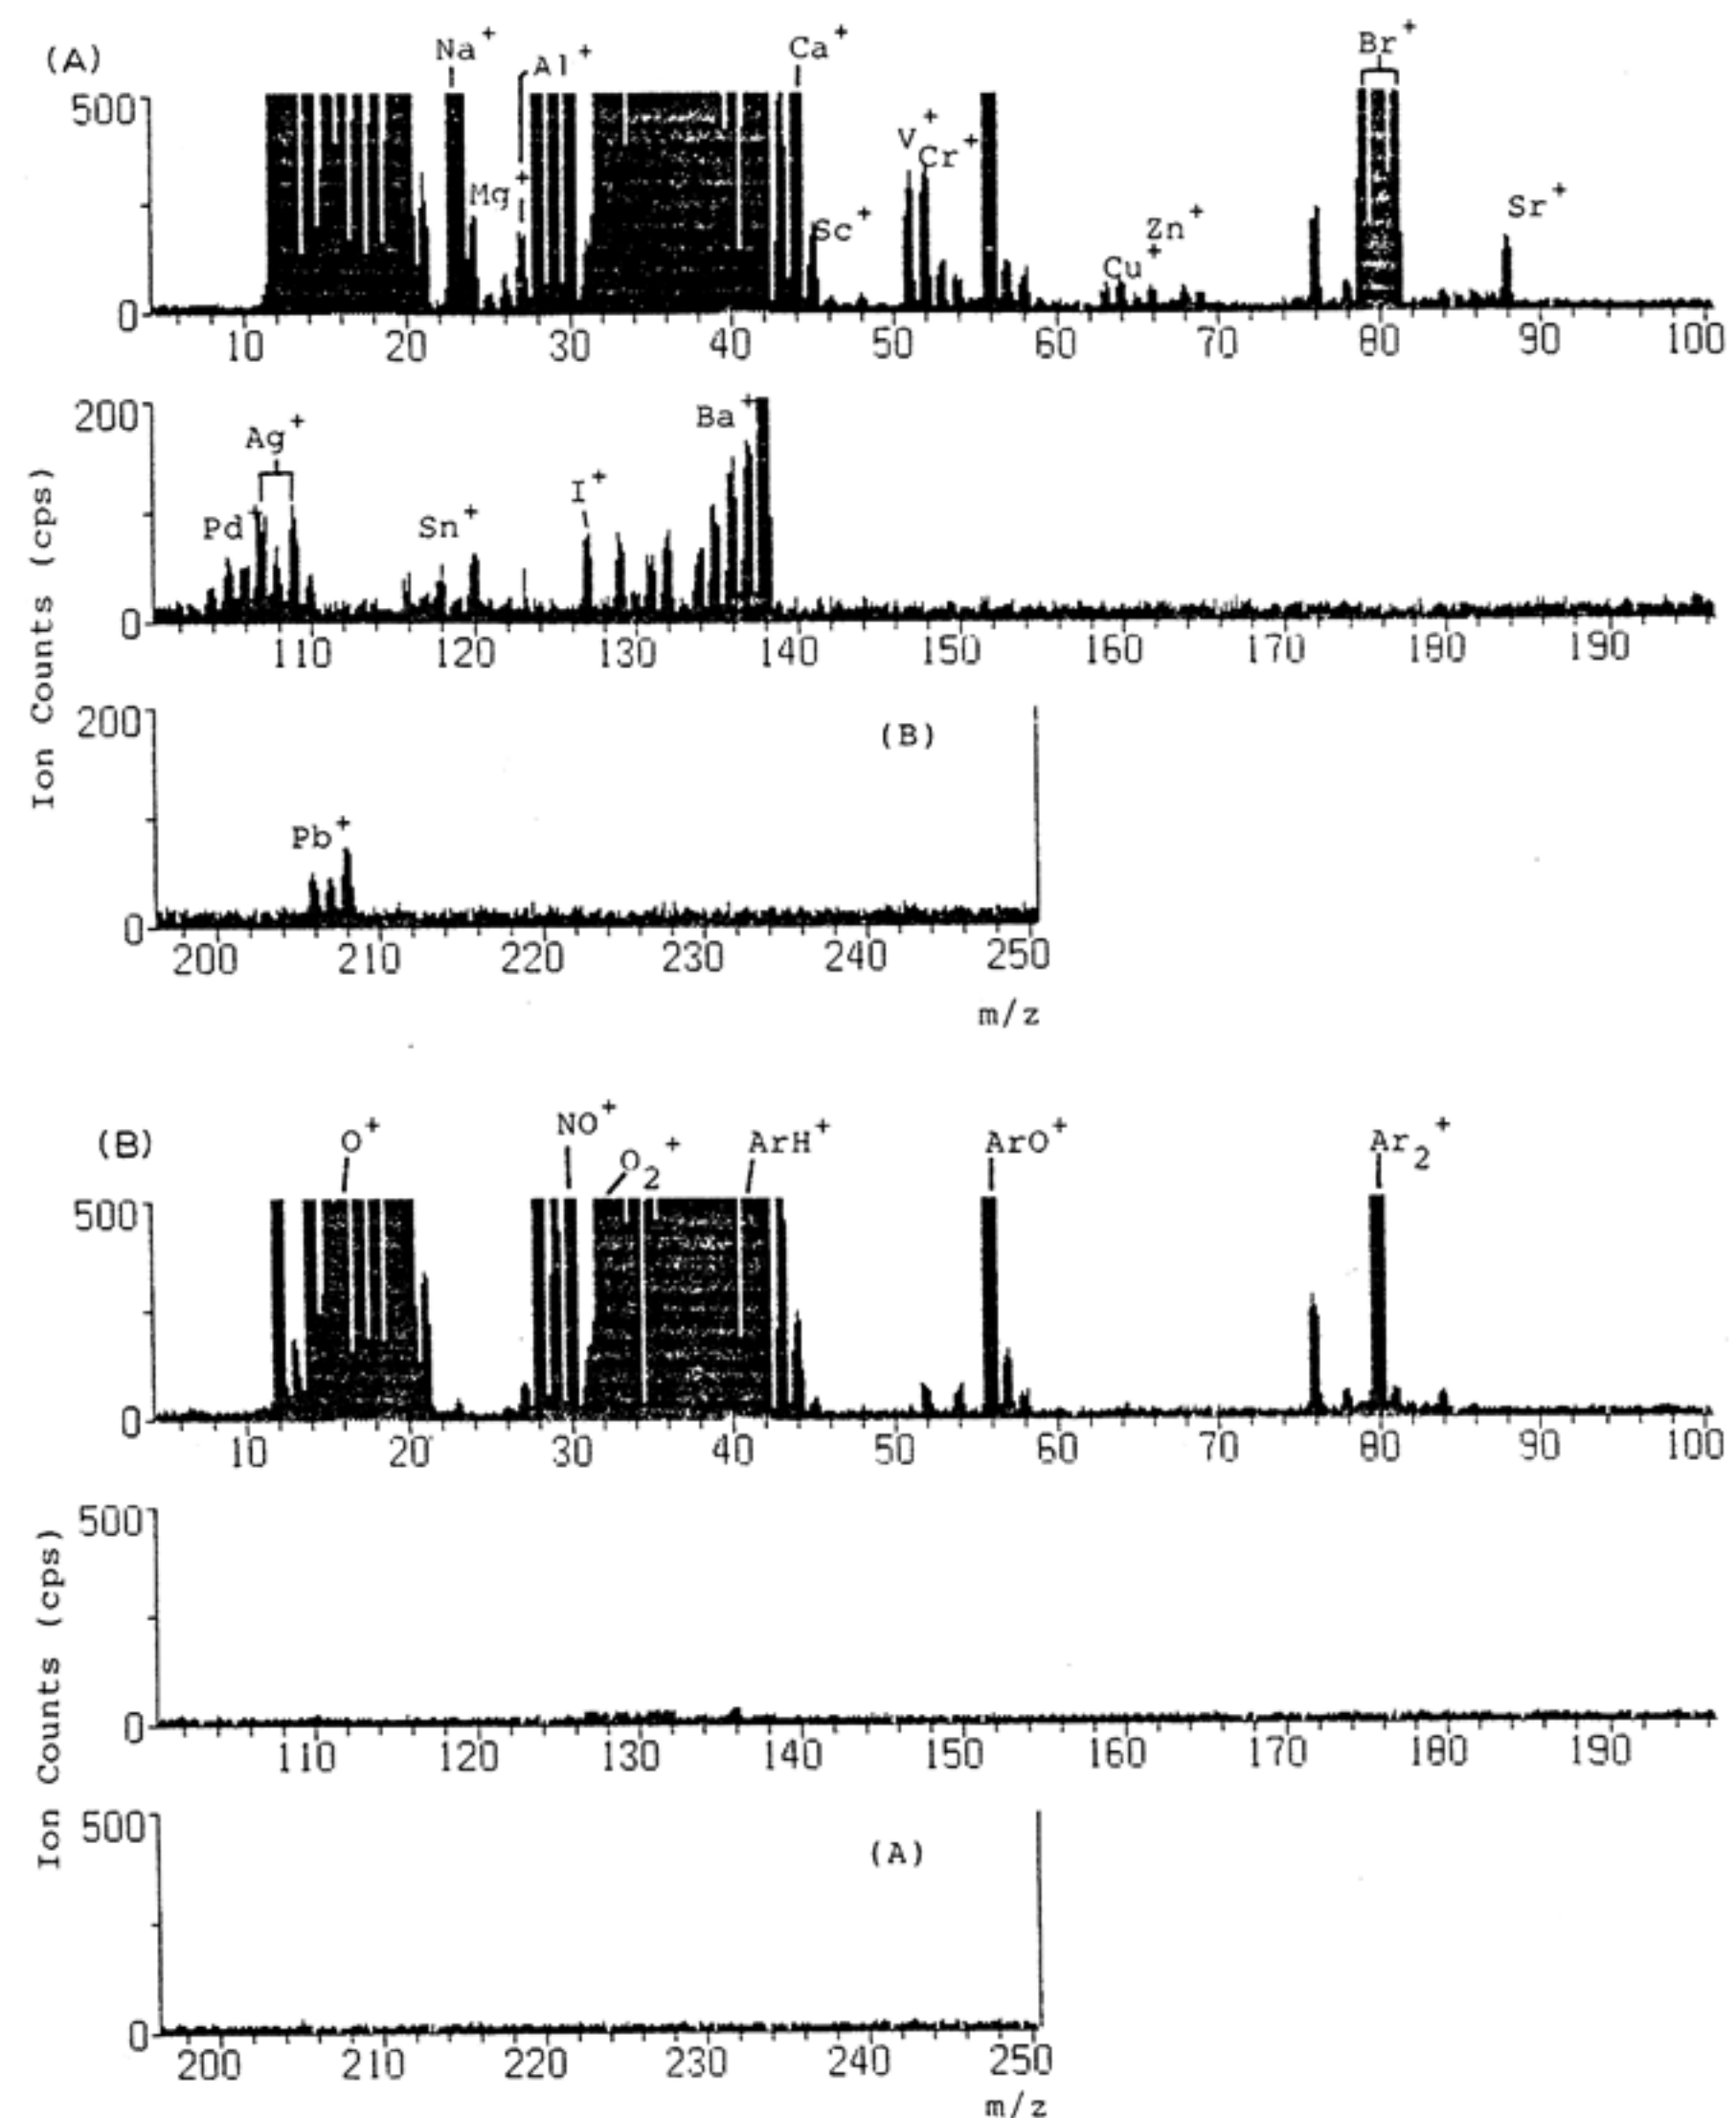 (A)
Na+ Al+ Ca+ Br+
Mg+ Sc+ V+ Cr+ Cu+ Zn+ Sr+
500
0
10 20 30 40 50 60 70 80 90 100
200
Pd+ Ag+ Sn+ I+ Ba+
0
110 120 130 140 150 160 170 180 190
Ion Counts (cps)
200
(B)
Pb+
0
200 210 220 230 240 250
m/z
(B)
O+ NO+ O2+ ArH+ ArO+ Ar2+
500
0
10 20 30 40 50 60 70 80 90 100
500
0
110 120 130 140 150 160 170 180 190
Ion Counts (cps)
500
(A)
0
200 210 220 230 240 250
m/z